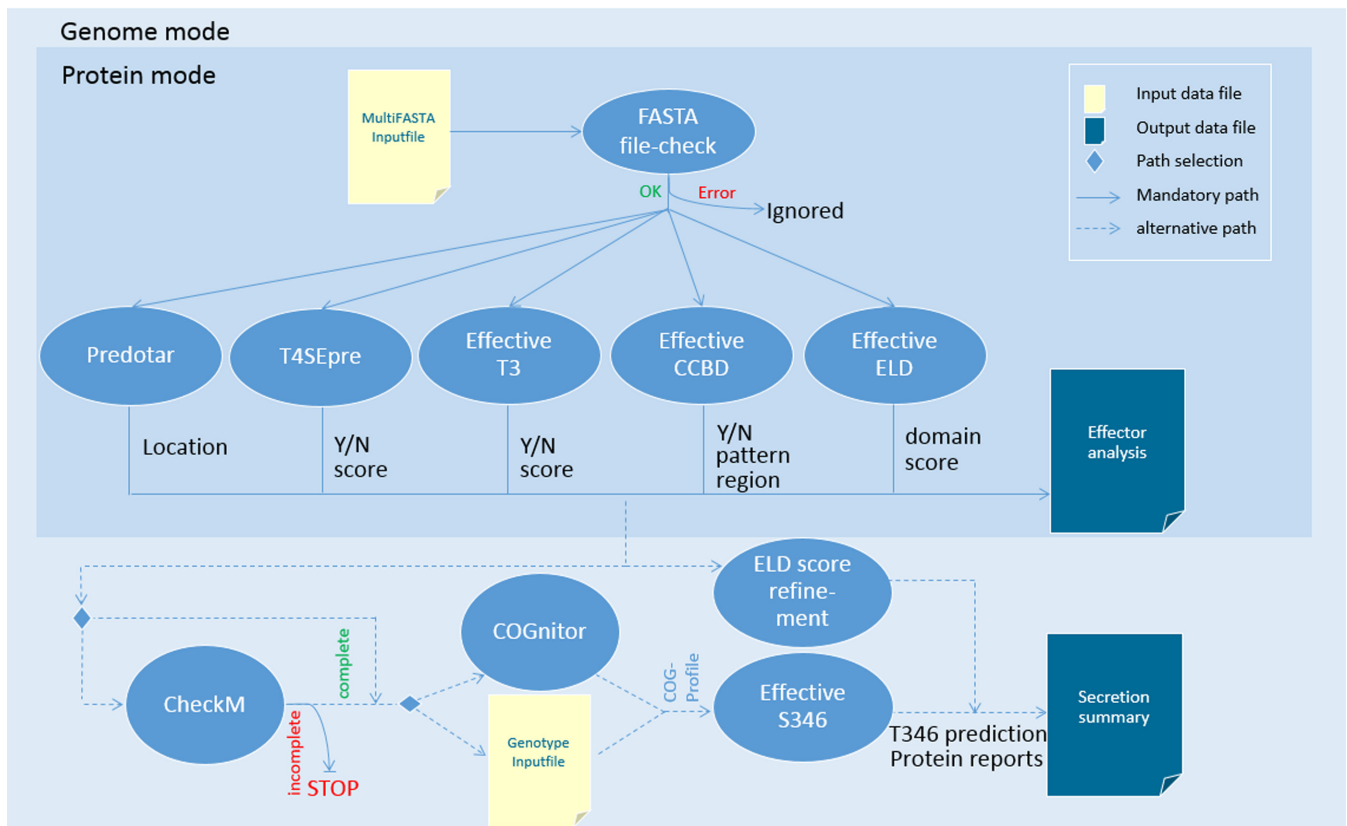 Genome mode
Protein mode
MultiFASTA
Inputfile
FASTA
file-check
OK
Error
Ignored
Input data file
Output data file
Path selection
Mandatory path
alternative path
Predotar
T4SEpre
Effective
T3
Effective
CCBD
Effective
ELD
Location
Y/N
score
Y/N
score
Y/N
pattern
region
domain
score
Effector
analysis
ELD score
refine-
ment
COGnitor
complete
CheckM
incomplete
STOP
Genotype
Inputfile
COG-
Profile
Effective
S346
T346 prediction
Protein reports
Secretion
summary